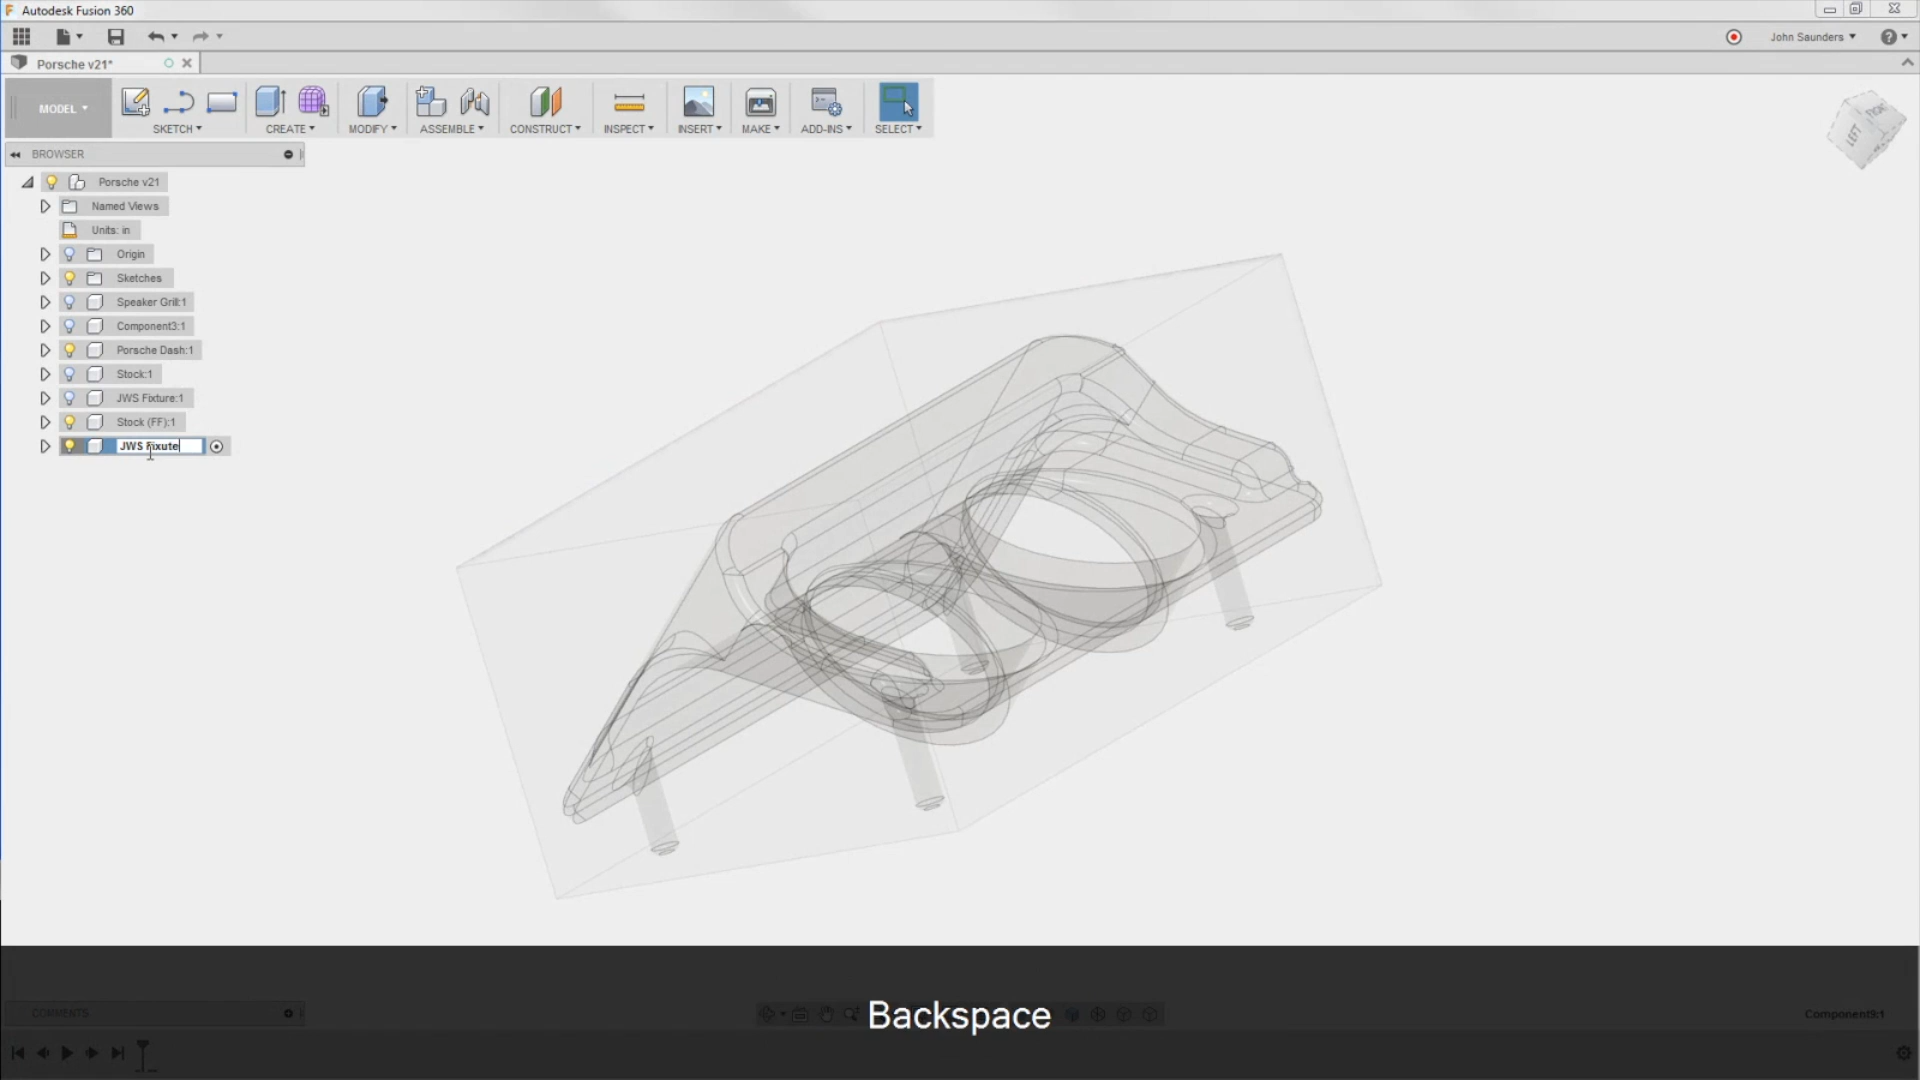 Autodesk Fusion 360
John Saunders
Porsche v21*
MODEL
SKETCH
CREATE
MODIFY
ASSEMBLE
CONSTRUCT
INSPECT
INSERT
MAKE
ADD-INS
SELECT
LEFT
BROWSER
Porsche v21
Named Views
Units: in
Origin
Sketches
Speaker Grill:1
Component3:1
Porsche Dash:1
Stock:1
JWS Fixture:1
Stock (FF):1
JWS Fixute
COMMENTS
Backspace
Component9:1